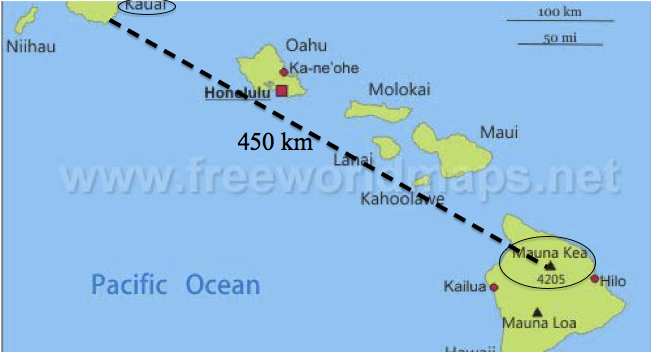 Kauai
Niihau
Oahu
Ka-ne'ohe
Honolulu
100 km
50 mi
Molokai
Maui
450 km
Lanai
Kahoolawe
www.freeworldmaps.net
Mauna Kea
4205
Pacific Ocean
Kailua
Hilo
Mauna Loa
Hawaii